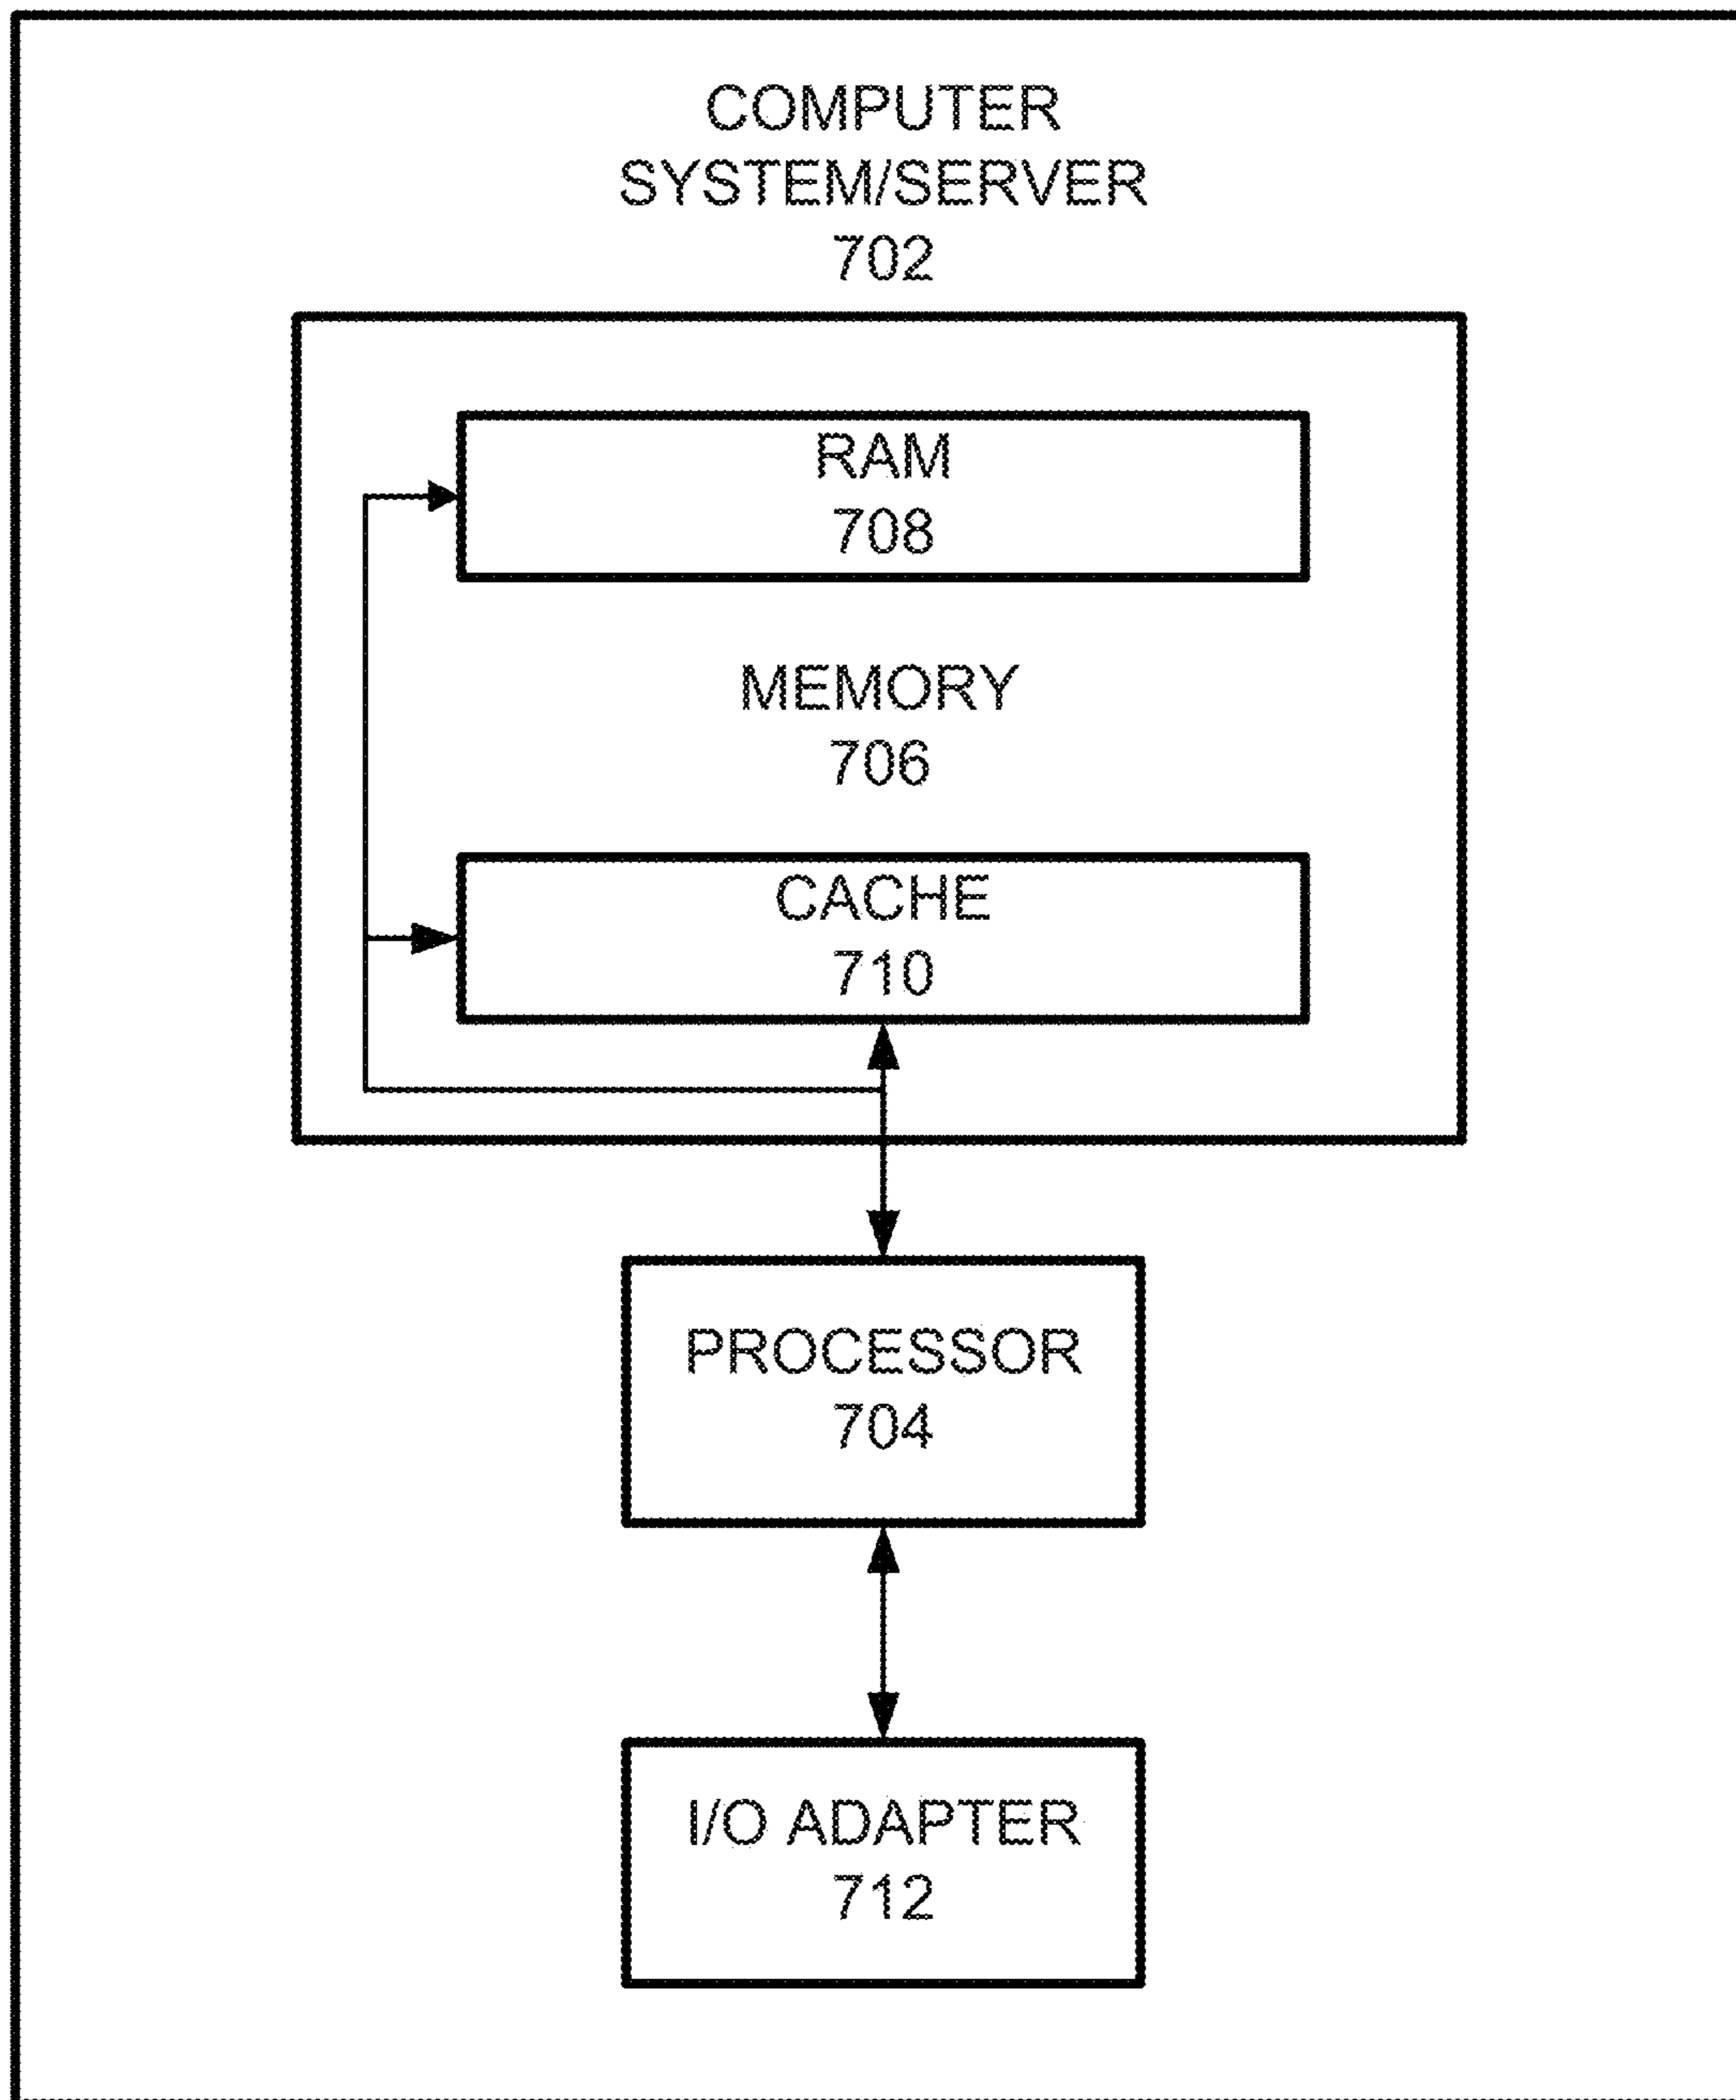 COMPUTER
SYSTEM/SERVER
702
RAM
708
MEMORY
706
CACHE
710
PROCESSOR
704
I/O ADAPTER
712